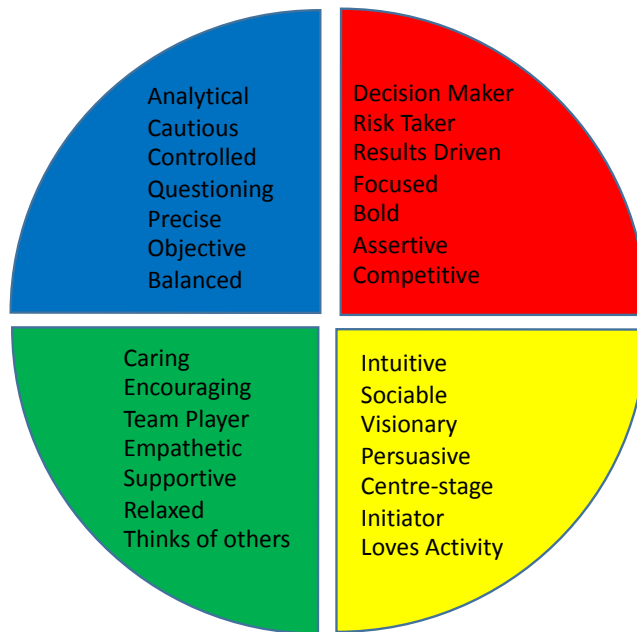 Analytical
Cautious
Controlled
Questioning
Precise
Objective
Balanced
Decision Maker
Risk Taker
Results Driven
Focused
Bold
Assertive
Competitive
Caring
Encouraging
Team Player
Empathetic
Supportive
Relaxed
Thinks of others
Intuitive
Sociable
Visionary
Persuasive
Centre-stage
Initiator
Loves Activity